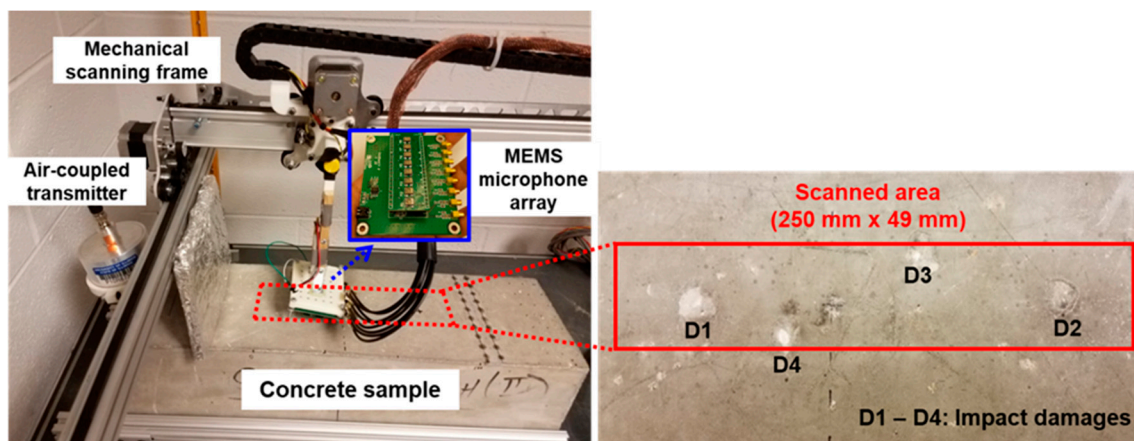 Mechanical
scanning frame
Air-coupled
transmitter
MEMS
microphone
array
Concrete sample
Scanned area
(250 mm x 49 mm)
D3
D1
D2
D4
D1 – D4: Impact damages